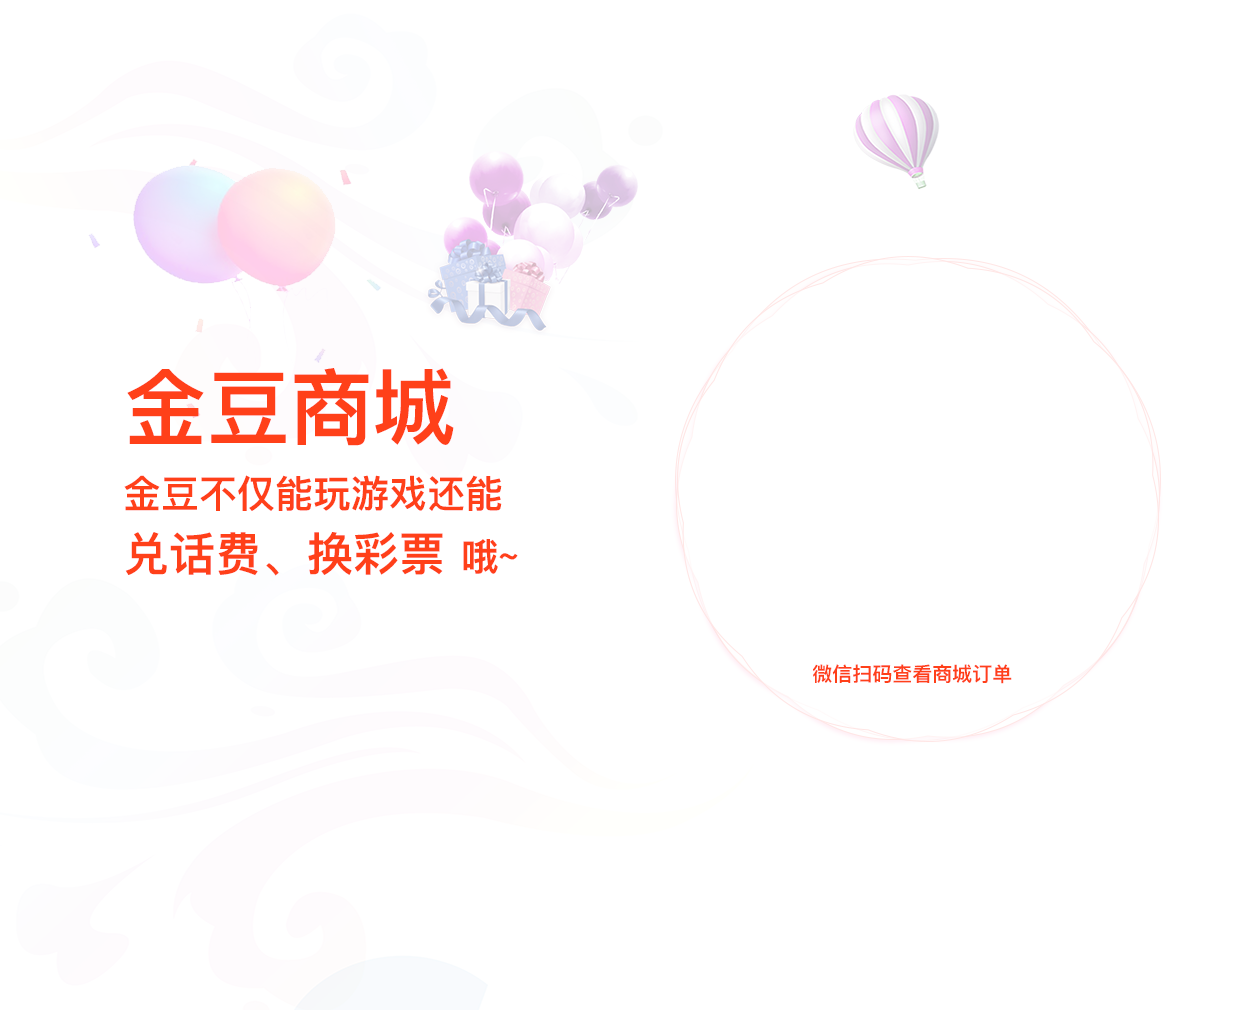 金豆商城
金豆不仅能玩游戏还能
兑话费、换彩票 哦~
微信扫码查看商城订单